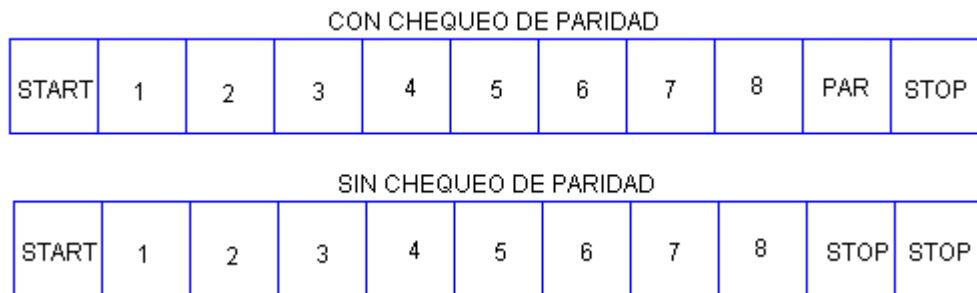 CON CHEQUEO DE PARIDAD
START 1 2 3 4 5 6 7 8 PAR STOP
SIN CHEQUEO DE PARIDAD
START 1 2 3 4 5 6 7 8 STOP STOP